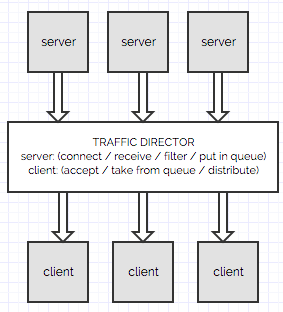 server
server
server
TRAFFIC DIRECTOR
server: (connect / receive / filter / put in queue)
client: (accept / take from queue / distribute)
client
client
client